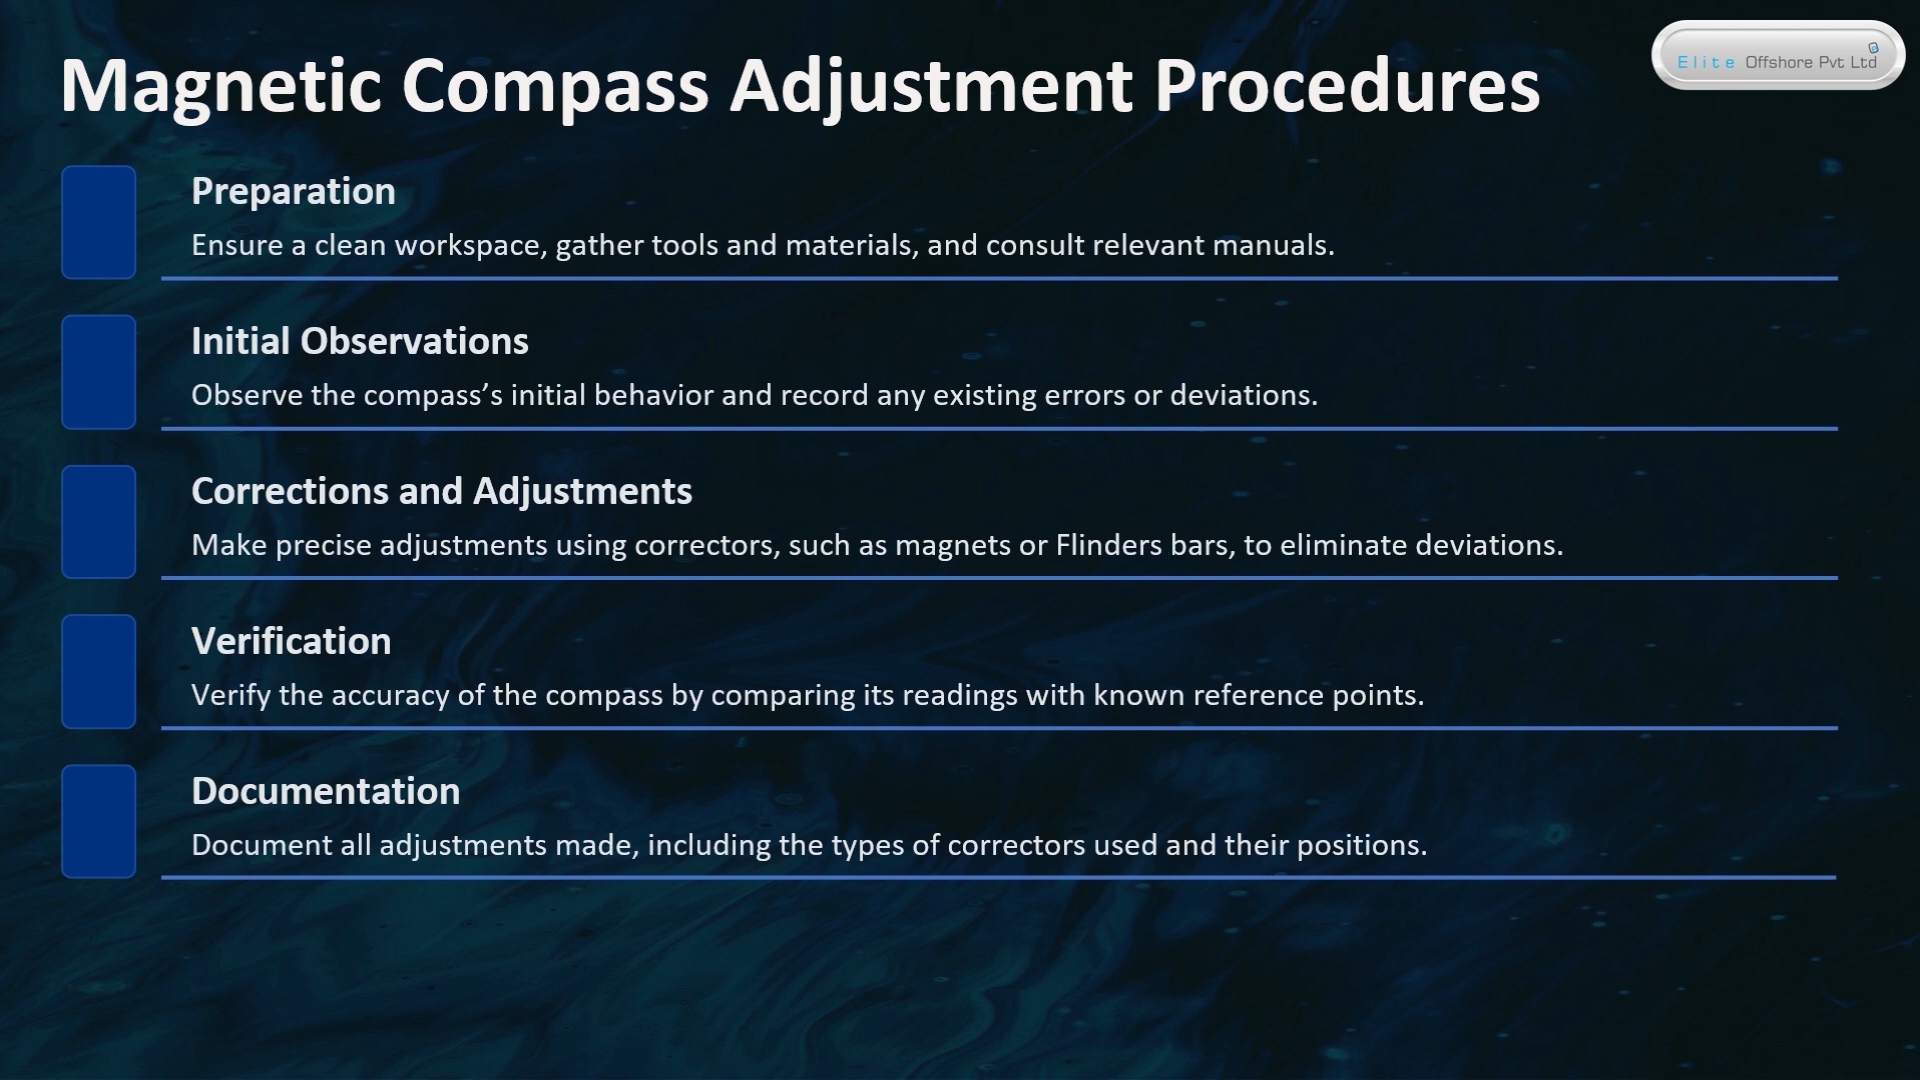 Magnetic Compass Adjustment Procedures
Elite Offshore Pvt Ltd
Preparation
Ensure a clean workspace, gather tools and materials, and consult relevant manuals.
Initial Observations
Observe the compass’s initial behavior and record any existing errors or deviations.
Corrections and Adjustments
Make precise adjustments using correctors, such as magnets or Flinders bars, to eliminate deviations.
Verification
Verify the accuracy of the compass by comparing its readings with known reference points.
Documentation
Document all adjustments made, including the types of correctors used and their positions.